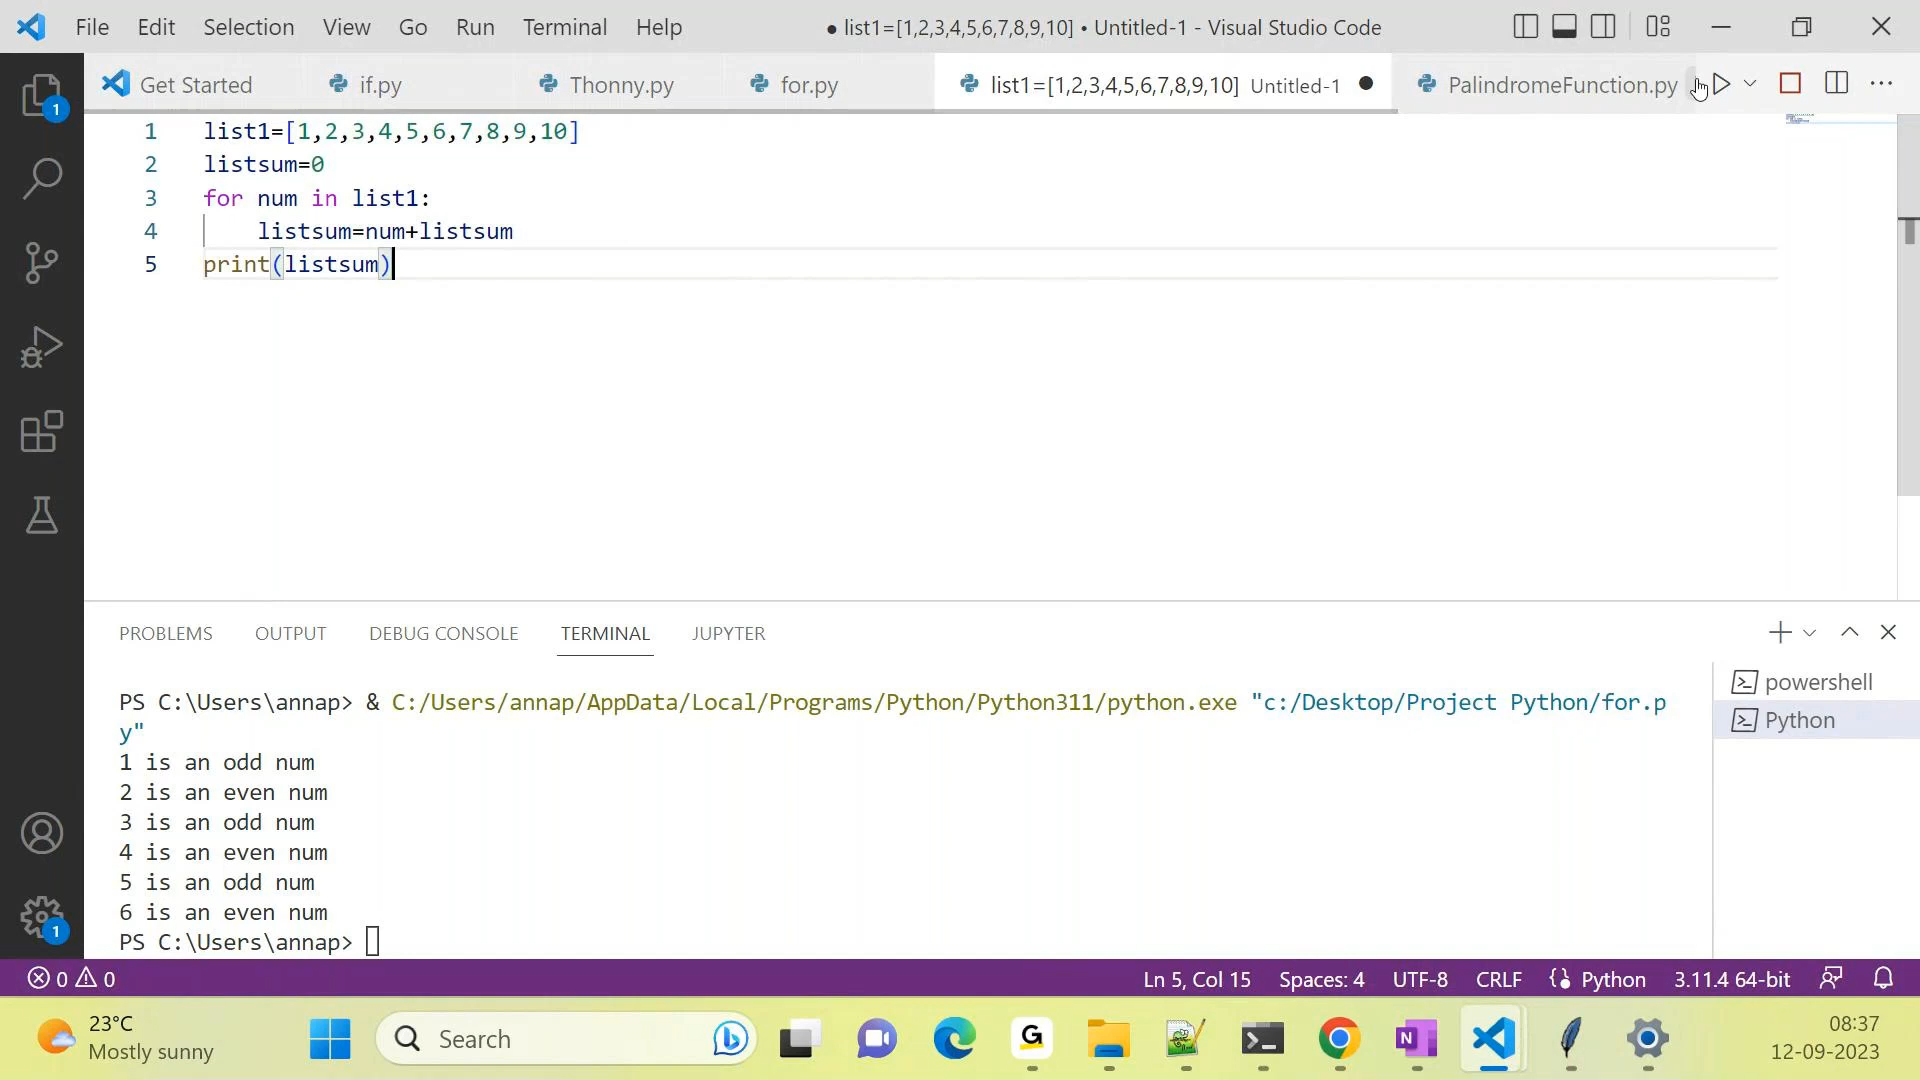 File Edit Selection View Go Run Terminal Help ● list1=[1,2,3,4,5,6,7,8,9,10] • Untitled-1 - Visual Studio Code
Get Started if.py Thonny.py for.py list1=[1,2,3,4,5,6,7,8,9,10] Untitled-1 ● PalindromeFunction.py
1 list1=[1,2,3,4,5,6,7,8,9,10]
2 listsum=0
3 for num in list1:
4 listsum=num+listsum
5 print(listsum)
PROBLEMS OUTPUT DEBUG CONSOLE TERMINAL JUPYTER
PS C:\Users\annap> & C:/Users/annap/AppData/Local/Programs/Python/Python311/python.exe "c:/Desktop/Project Python/for.p
y"
1 is an odd num
2 is an even num
3 is an odd num
4 is an even num
5 is an odd num
6 is an even num
PS C:\Users\annap>
powershell
Python
1
1
0 0 Ln 5, Col 15 Spaces: 4 UTF-8 CRLF Python 3.11.4 64-bit
23°C
Mostly sunny
Search
G
N
08:37
12-09-2023